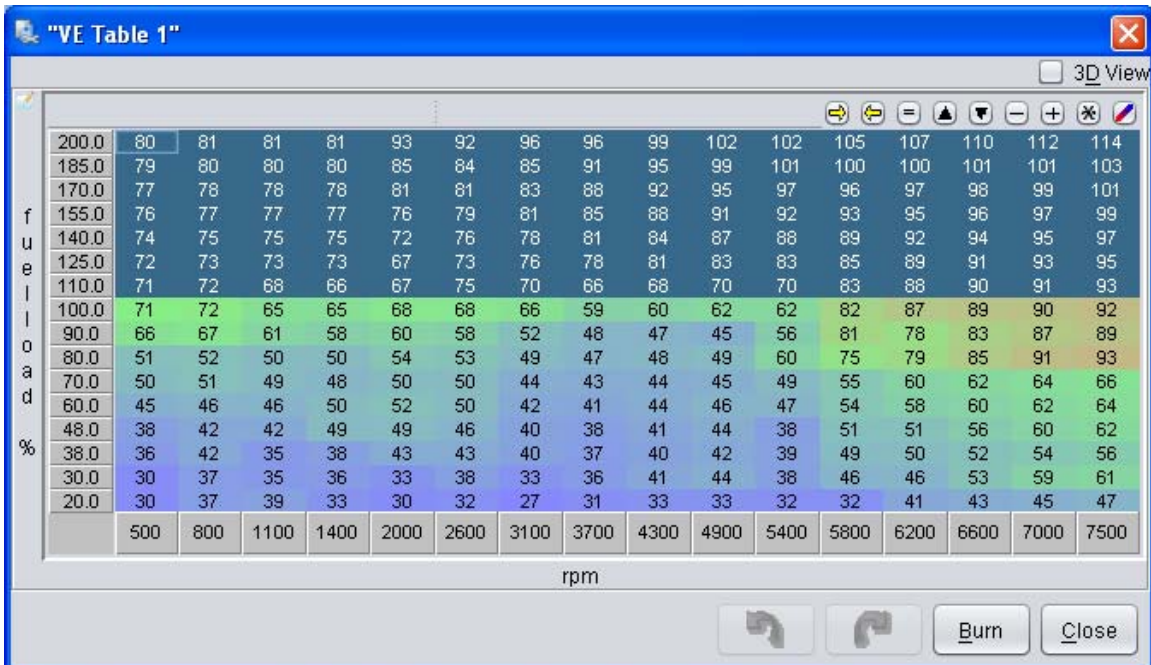 "VE Table 1"
3D View
= - + *
200.0 80 81 81 81 93 92 96 96 99 102 102 105 107 110 112 114
185.0 79 80 80 80 85 84 85 91 95 99 101 100 100 101 101 103
170.0 77 78 78 78 81 81 83 88 92 95 97 96 97 98 99 101
155.0 76 77 77 77 76 79 81 85 88 91 92 93 95 96 97 99
140.0 74 75 75 75 72 76 78 81 84 87 88 89 92 94 95 97
125.0 72 73 73 73 67 73 76 78 81 83 83 85 89 91 93 95
110.0 71 72 68 66 67 75 70 66 68 70 70 83 88 90 91 93
100.0 71 72 65 65 68 68 66 59 60 62 62 82 87 89 90 92
90.0 66 67 61 58 60 58 52 48 47 45 56 81 78 83 87 89
80.0 51 52 50 50 54 53 49 47 48 49 60 75 79 85 91 93
70.0 50 51 49 48 50 50 44 43 44 45 49 55 60 62 64 66
60.0 45 46 46 50 52 50 42 41 44 46 47 54 58 60 62 64
48.0 38 42 42 49 49 46 40 38 41 44 38 51 51 56 60 62
38.0 36 42 35 38 43 43 40 37 40 42 39 49 50 52 54 56
30.0 30 37 35 36 33 38 33 36 41 44 38 46 46 53 59 61
20.0 30 37 39 33 30 32 27 31 33 33 32 32 41 43 45 47
500 800 1100 1400 2000 2600 3100 3700 4300 4900 5400 5800 6200 6600 7000 7500
fuelload %
rpm
Burn Close